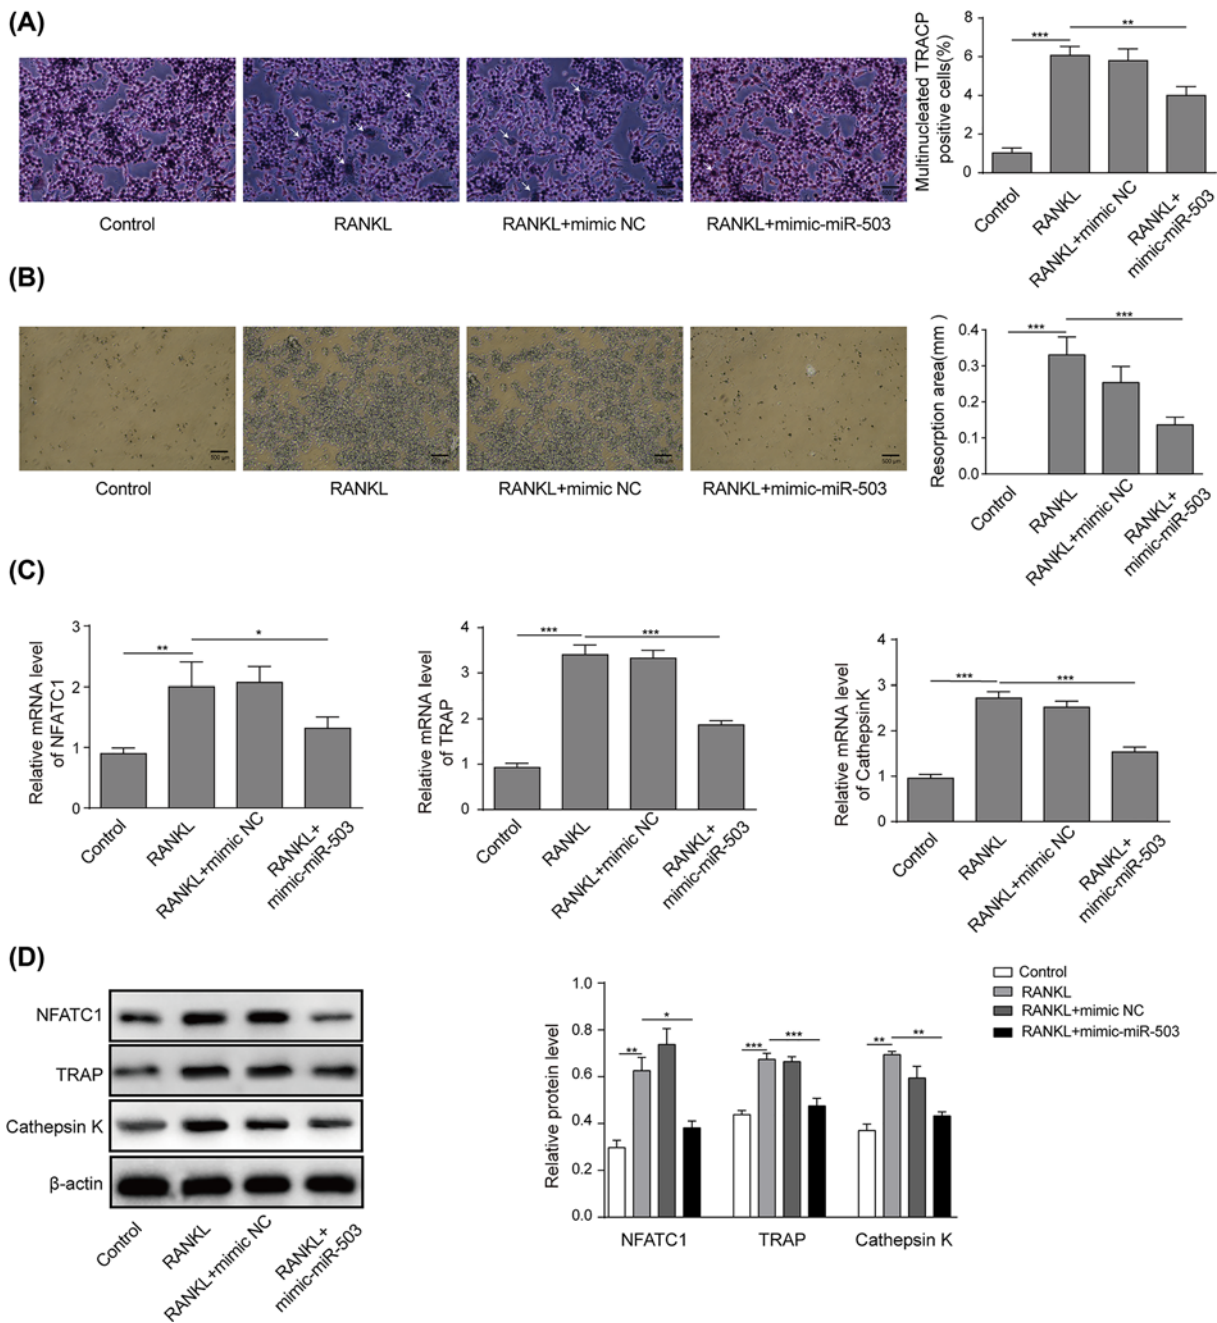 (A)
Control
RANKL
RANKL+mimic NC
RANKL+mimic-miR-503
Multinucleated TRACP
positive cells(%)
8
6
4
2
0
***
**
Control
RANKL
RANKL+mimic NC
RANKL+
mimic-miR-503
(B)
500 µm
Control
RANKL
RANKL+mimic NC
RANKL+mimic-miR-503
Resorption area(mm )
0.4
0.3
0.2
0.1
0.0
***
***
Control
RANKL
RANKL+mimic NC
RANKL+
mimic-miR-503
(C)
Relative mRNA level
of NFATC1
3
2
1
0
**
*
Control
RANKL
RANKL+mimic NC
RANKL+
mimic-miR-503
Relative mRNA level
of TRAP
4
3
2
1
0
***
***
Control
RANKL
RANKL+mimic NC
RANKL+
mimic-miR-503
Relative mRNA level
of CathepsinK
4
3
2
1
0
***
***
Control
RANKL
RANKL+mimic NC
RANKL+
mimic-miR-503
(D)
NFATC1
TRAP
Cathepsin K
β-actin
Control
RANKL
RANKL+mimic NC
RANKL+
mimic-miR-503
Relative protein level
1.0
0.8
0.6
0.4
0.2
0.0
**
*
***
***
**
**
NFATC1
TRAP
Cathepsin K
Control
RANKL
RANKL+mimic NC
RANKL+mimic-miR-503